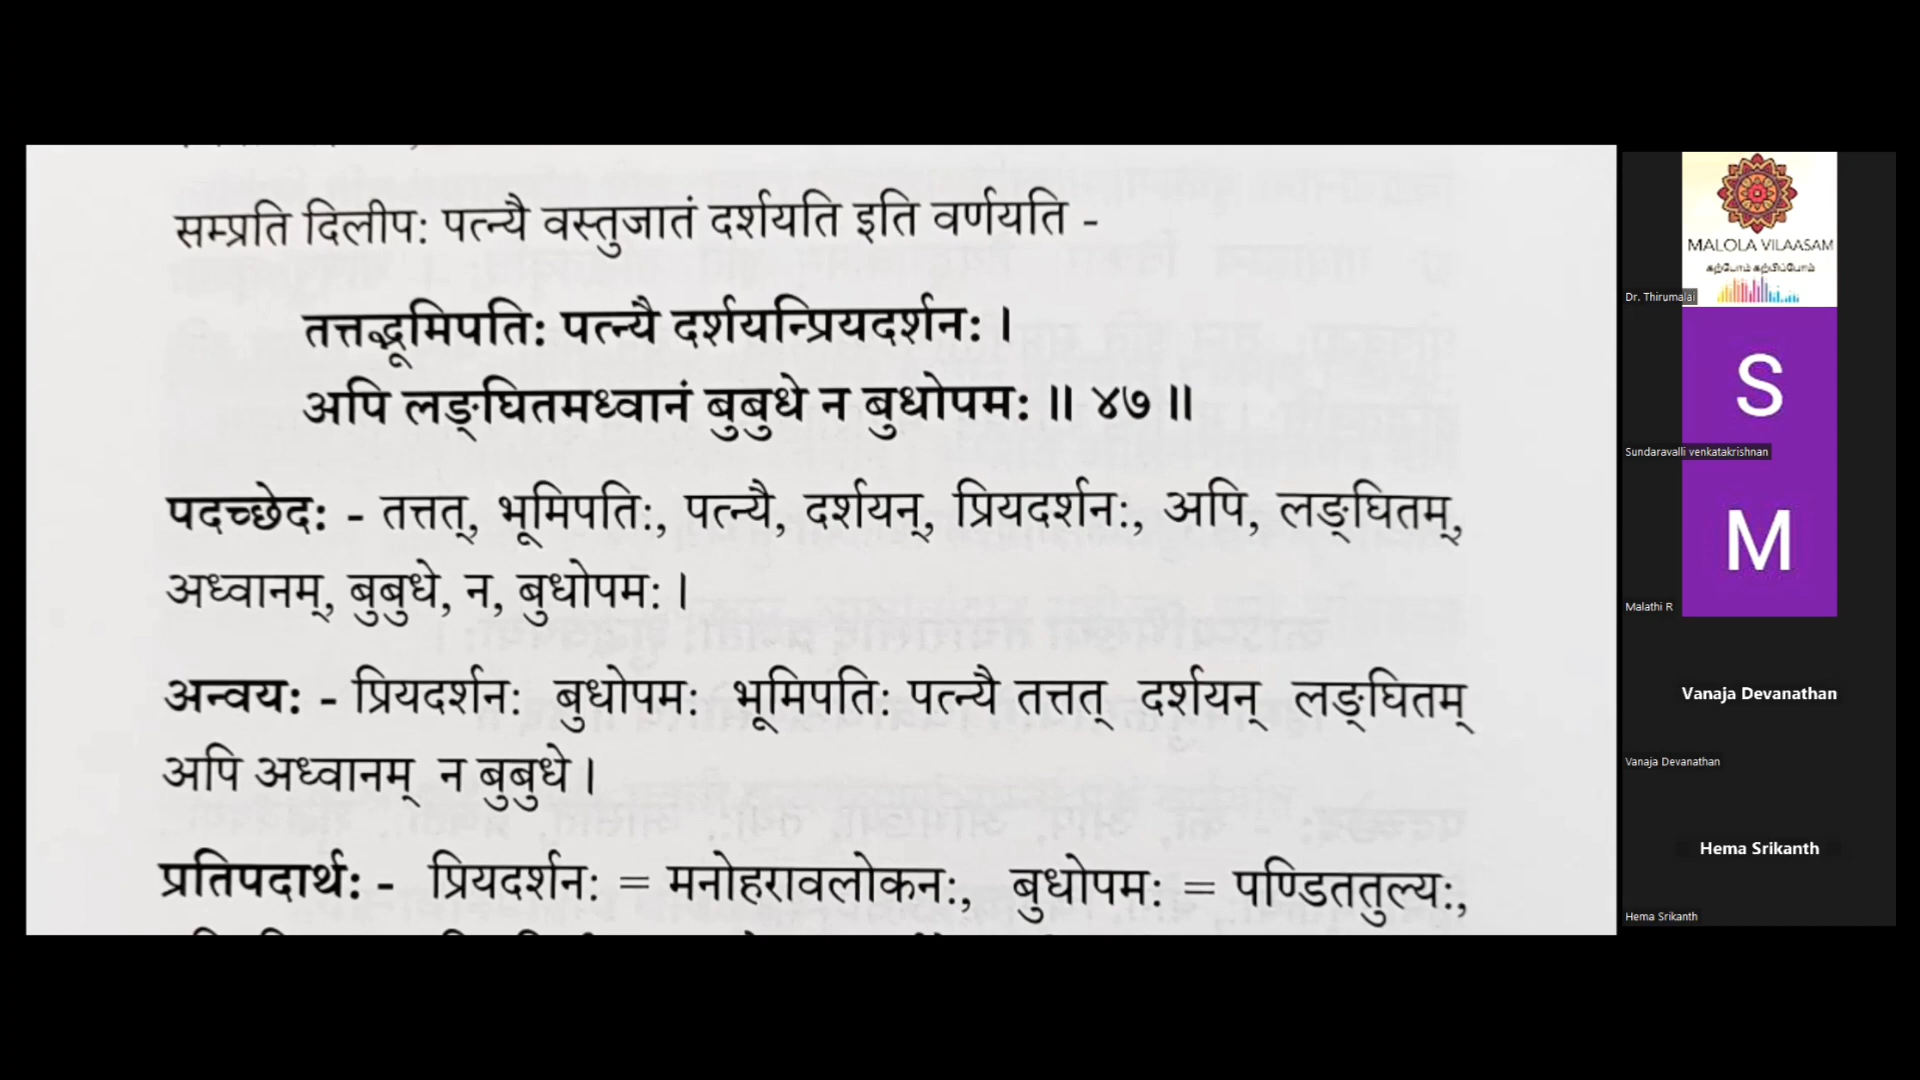 सम्प्रति दिलीपः पत्न्यै वस्तुजातं दर्शयति इति वर्णयति -
तत्तद्भूमिपतिः पत्न्यै दर्शयन्प्रियदर्शनः ।
अपि लङ्घितमध्वानं बुबुधे न बुधोपमः ॥ ४७ ॥
पदच्छेदः - तत्तत्, भूमिपतिः, पत्न्यै, दर्शयन्, प्रियदर्शनः, अपि, लङ्घितम्,
अध्वानम्, बुबुधे, न, बुधोपमः ।
अन्वयः - प्रियदर्शनः बुधोपमः भूमिपतिः पत्न्यै तत्तत् दर्शयन् लङ्घितम्
अपि अध्वानम् न बुबुधे ।
प्रतिपदार्थः - प्रियदर्शनः = मनोहरावलोकनः, बुधोपमः = पण्डिततुल्यः,
MALOLA VILAASAM
கற்போம் கற்பிப்போம்
Dr. Thirumalai
S
Sundaravalli venkatakrishnan
M
Malathi R
Vanaja Devanathan
Vanaja Devanathan
Hema Srikanth
Hema Srikanth